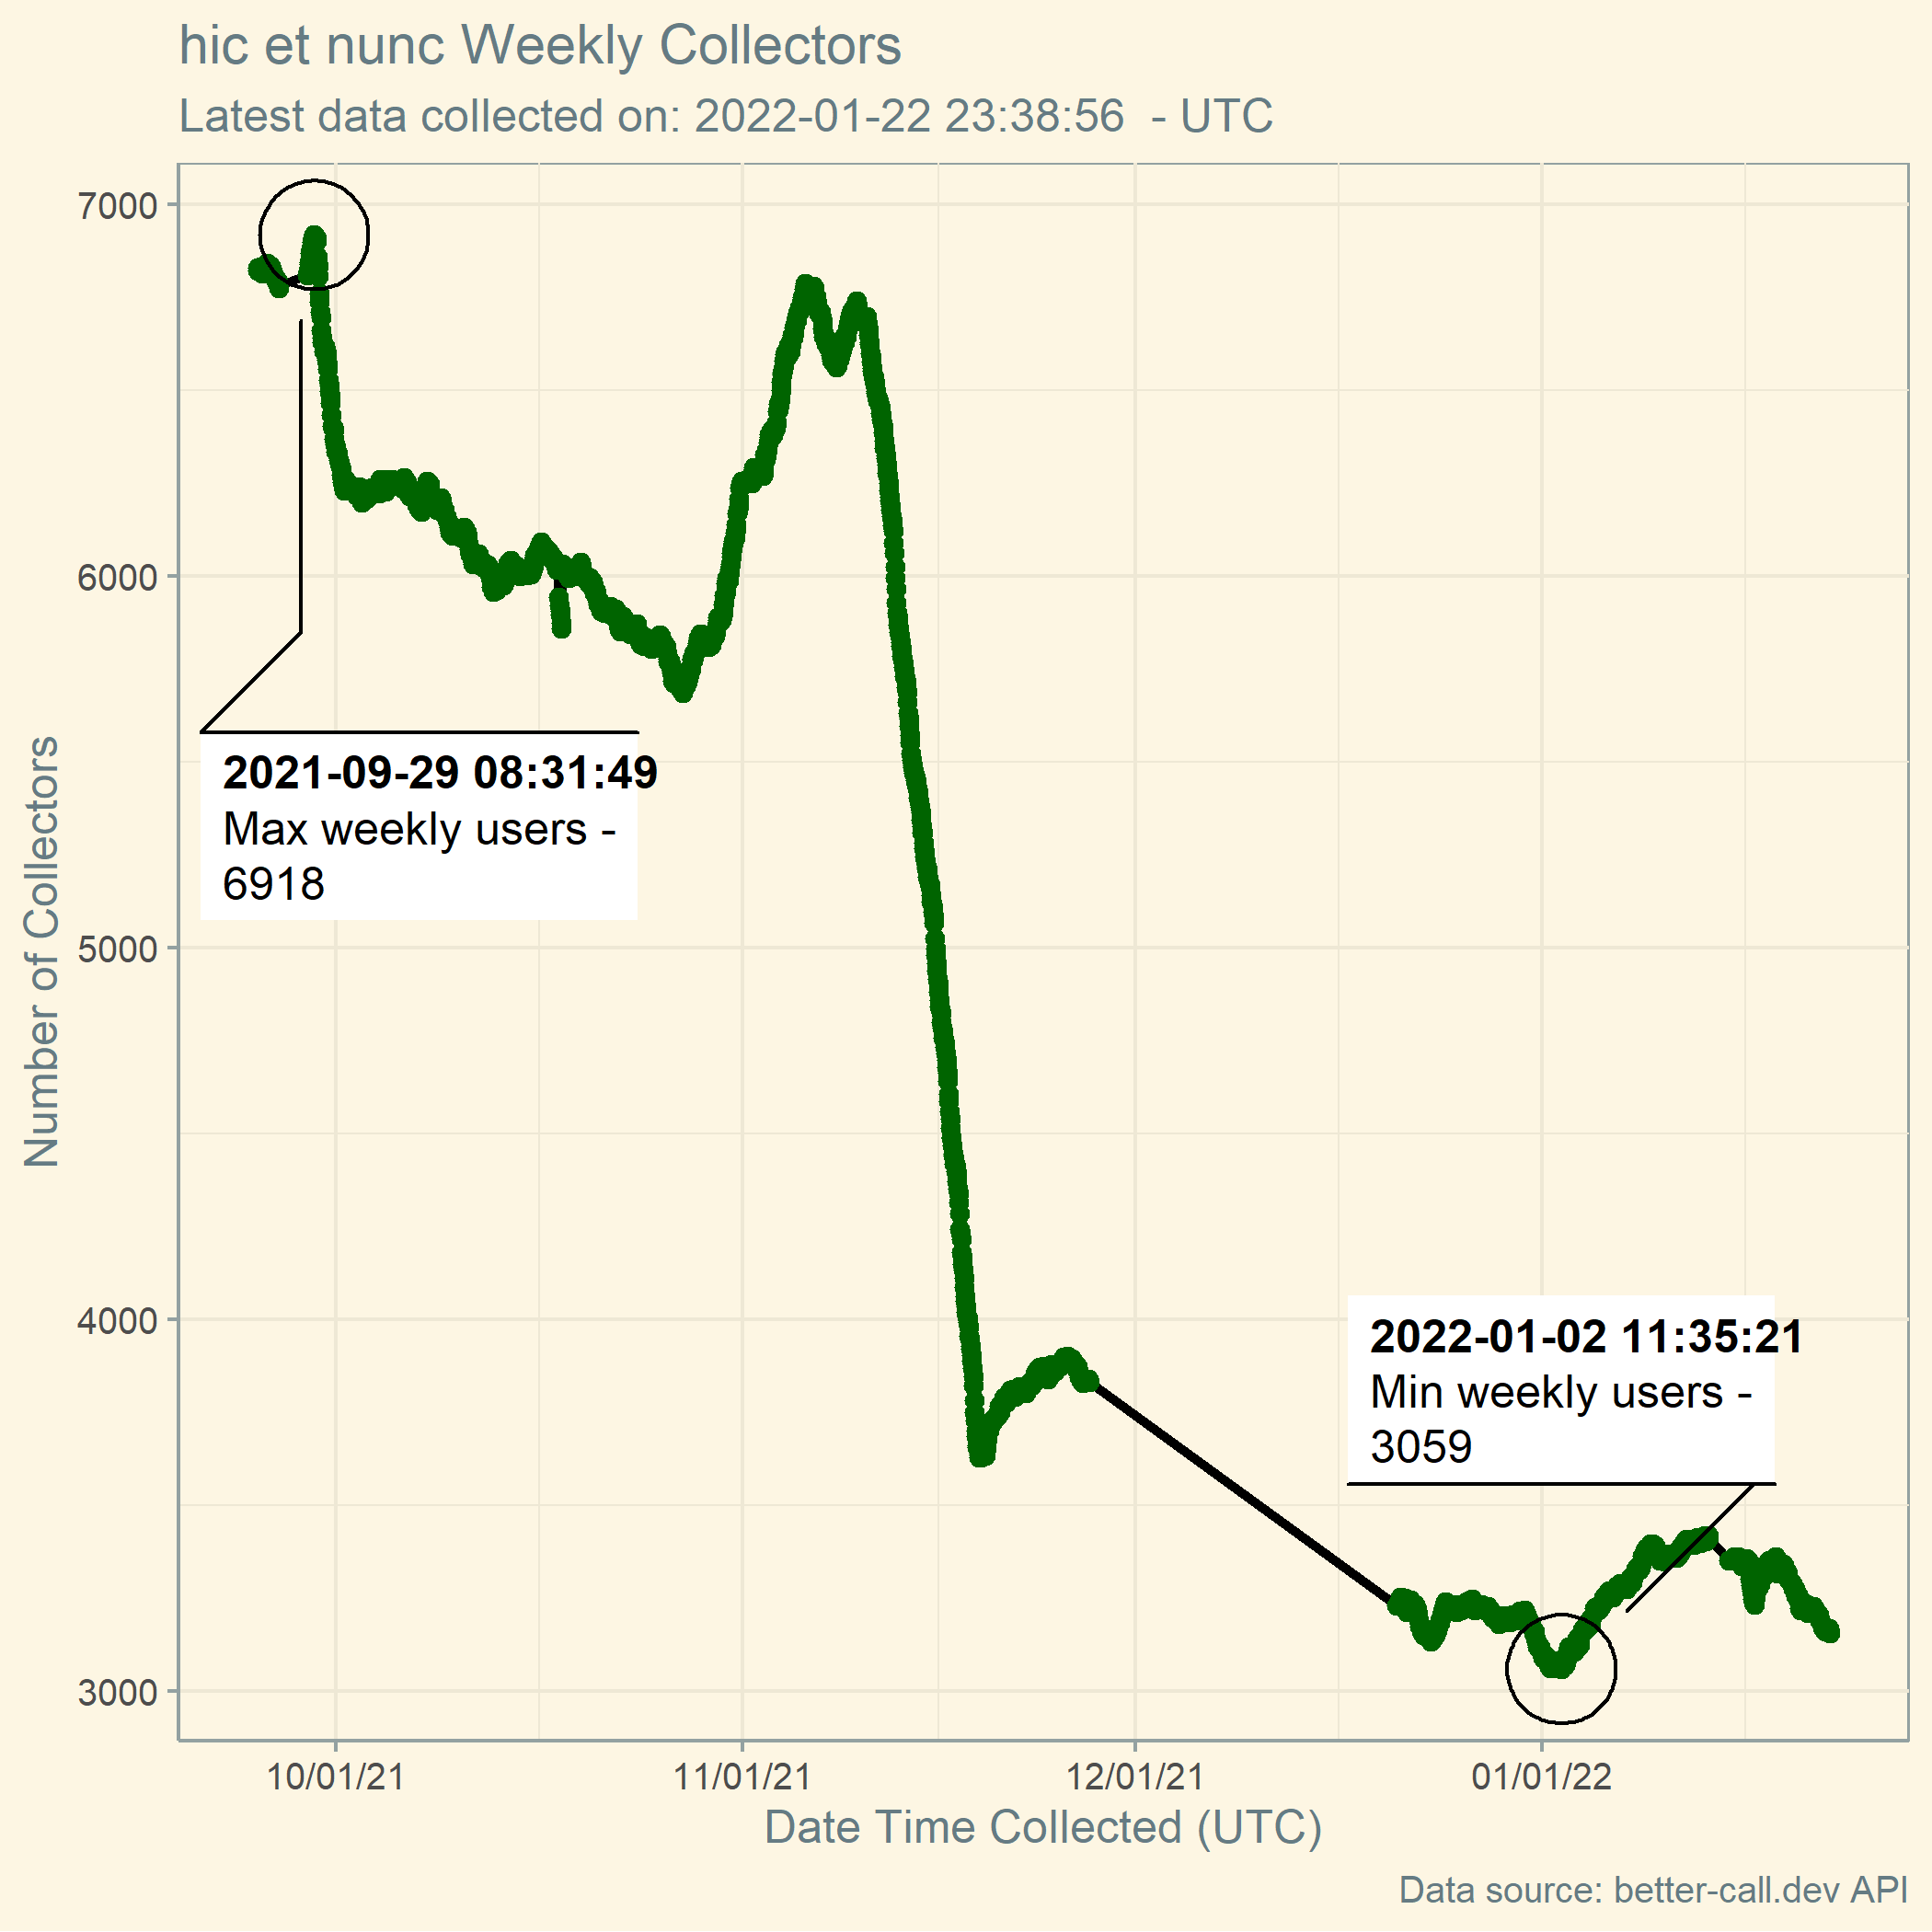 hic et nunc Weekly Collectors
Latest data collected on: 2022-01-22 23:38:56  - UTC
Number of Collectors
7000
6000
5000
4000
3000
2021-09-29 08:31:49
Max weekly users -
6918
2022-01-02 11:35:21
Min weekly users -
3059
10/01/21
11/01/21
12/01/21
01/01/22
Date Time Collected (UTC)
Data source: better-call.dev API